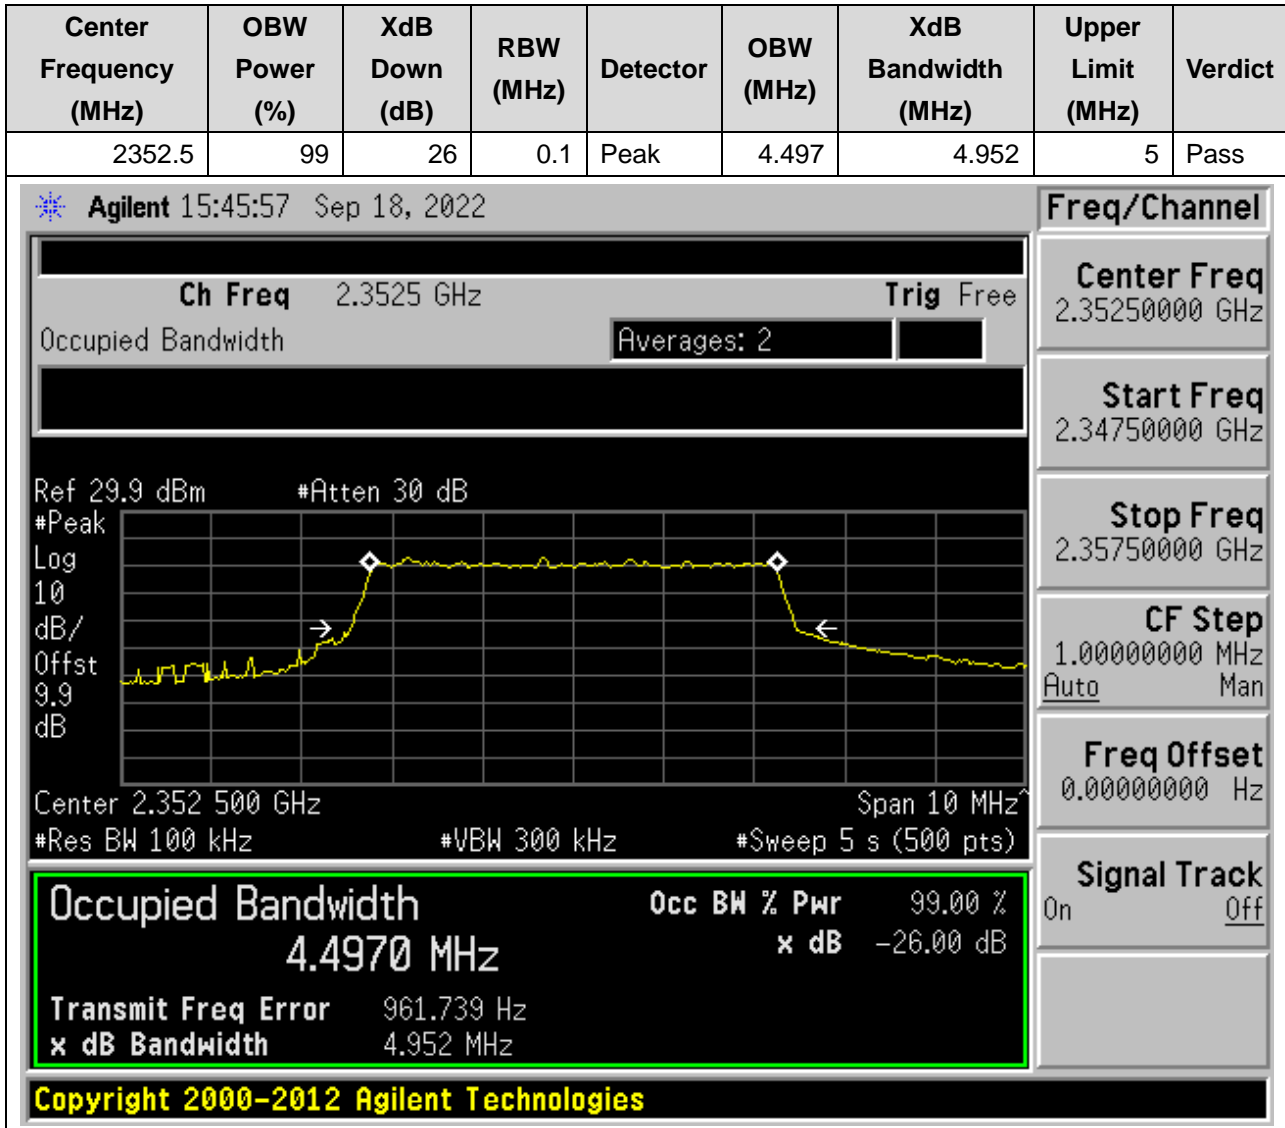 Center Frequency (MHz) OBW Power (%) XdB Down (dB) RBW (MHz) Detector OBW (MHz) XdB Bandwidth (MHz) Upper Limit (MHz) Verdict
2352.5 99 26 0.1 Peak 4.497 4.952 5 Pass
Agilent 15:45:57 Sep 18, 2022
Freq/Channel
Ch Freq 2.3525 GHz Trig Free
Occupied Bandwidth Averages: 2
Ref 29.9 dBm #Atten 30 dB
#Peak
Log
10
dB/
Offst
9.9
dB
Center 2.352 500 GHz Span 10 MHz^
#Res BW 100 kHz #VBW 300 kHz #Sweep 5 s (500 pts)
Occupied Bandwidth Occ BW % Pwr 99.00 %
4.4970 MHz x dB -26.00 dB
Transmit Freq Error 961.739 Hz
x dB Bandwidth 4.952 MHz
Center Freq
2.35250000 GHz
Start Freq
2.34750000 GHz
Stop Freq
2.35750000 GHz
CF Step
1.00000000 MHz
Auto Man
Freq Offset
0.00000000 Hz
Signal Track
On Off
Copyright 2000-2012 Agilent Technologies